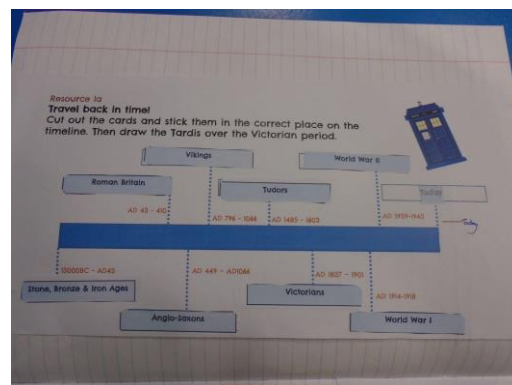 Resource 1a
Travel back in time!
Cut out the cards and stick them in the correct place on the
timeline. Then draw the Tardis over the Victorian period.
Vikings
World War II
Roman Britain
Tudors
Today
AD 43 - 410
AD 796 - 1066
AD 1485 - 1603
AD 1939-1945
Today
15000BC - AD43
AD 449 - AD1066
AD 1837 - 1901
AD 1914-1918
Stone, Bronze & Iron Ages
Victorians
Anglo-Saxons
World War I